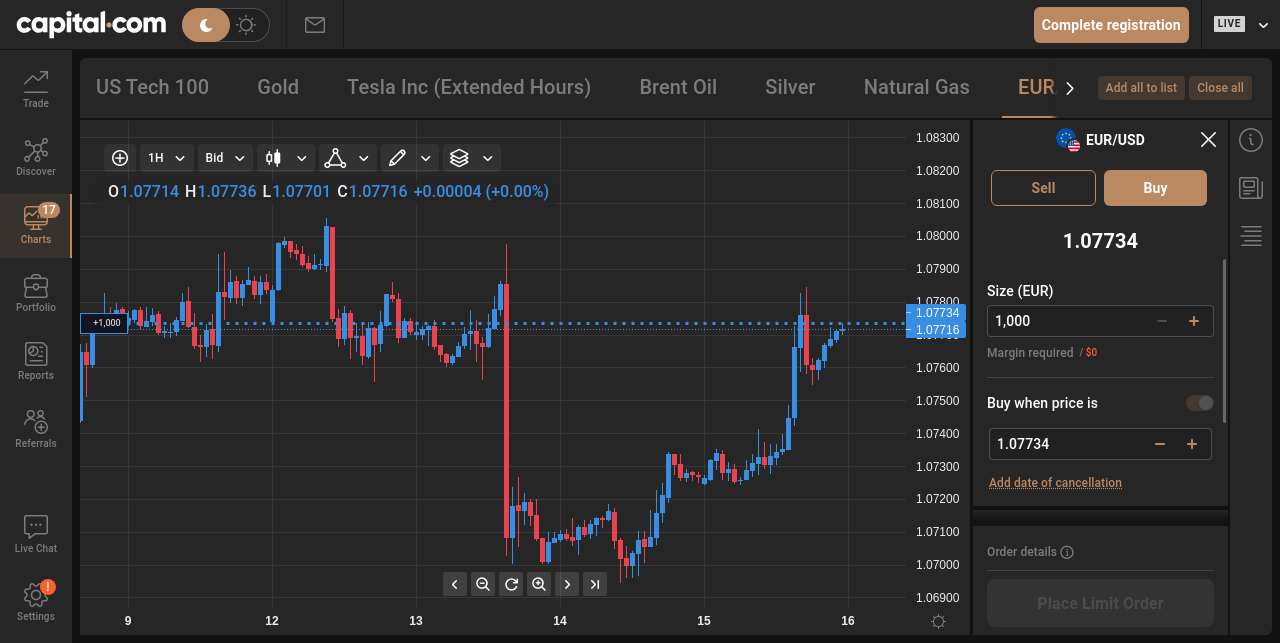 capital.com
Complete registration
LIVE
Trade
Discover
17
Charts
Portfolio
Reports
Referrals
Live Chat
!
Settings
US Tech 100 Gold Tesla Inc (Extended Hours) Brent Oil Silver Natural Gas EUR
Add all to list Close all
1H Bid
O1.07714 H1.07736 L1.07701 C1.07716 +0.00004 (+0.00%)
+1,000
1.08300
1.08200
1.08100
1.08000
1.07900
1.07800
1.07734
1.07716
1.07600
1.07500
1.07400
1.07300
1.07200
1.07100
1.07000
1.06900
9 12 13 14 15 16
EUR/USD
Sell Buy
1.07734
Size (EUR)
1,000
Margin required / $0
Buy when price is
1.07734
Add date of cancellation
Order details
Place Limit Order